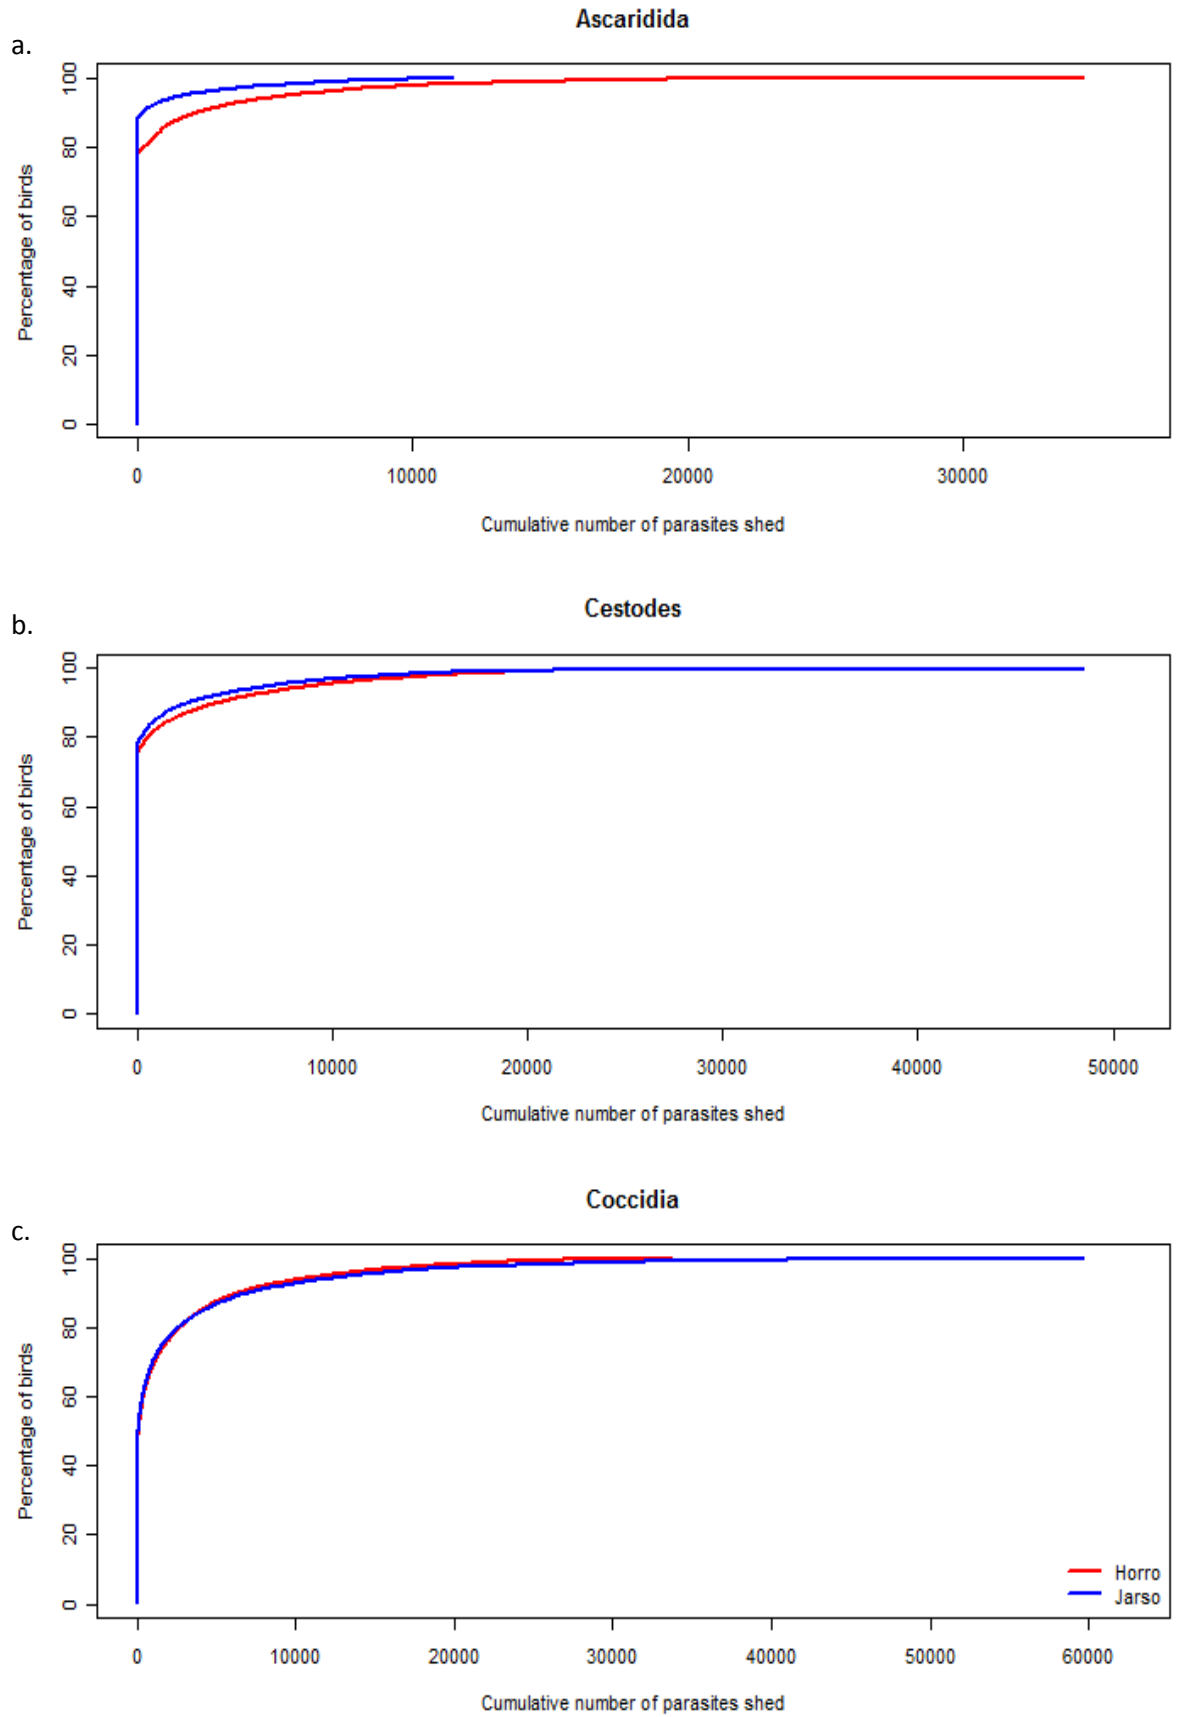 Ascaridida
a.
100
80
60
40
20
0
Percentage of birds
0 10000 20000 30000
Cumulative number of parasites shed
Cestodes
b.
100
80
60
40
20
0
Percentage of birds
0 10000 20000 30000 40000 50000
Cumulative number of parasites shed
Coccidia
c.
100
80
60
40
20
0
Percentage of birds
Horro
Jarso
0 10000 20000 30000 40000 50000 60000
Cumulative number of parasites shed